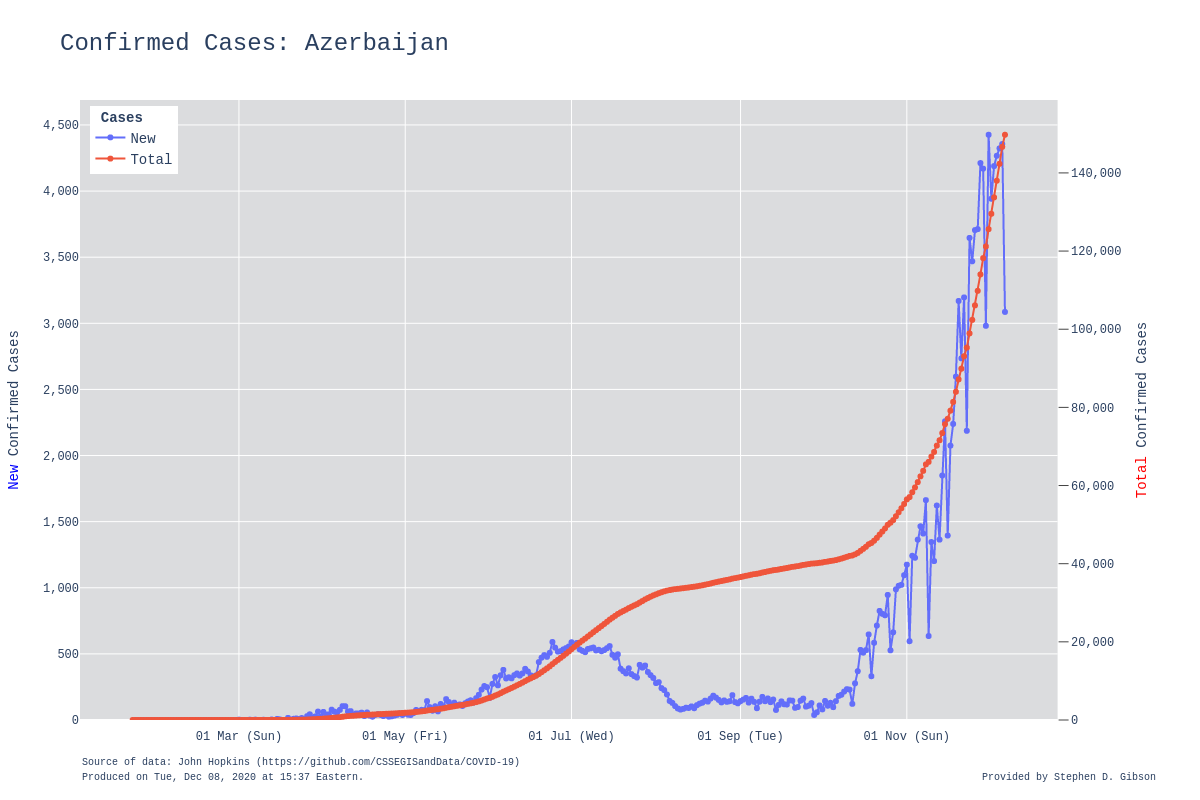 Confirmed Cases: Azerbaijan
Cases
New
Total
4,500
4,000
3,500
3,000
2,500
2,000
1,500
1,000
500
0
New Confirmed Cases
140,000
120,000
100,000
80,000
60,000
40,000
20,000
0
Total Confirmed Cases
01 Mar (Sun) 01 May (Fri) 01 Jul (Wed) 01 Sep (Tue) 01 Nov (Sun)
Source of data: John Hopkins (https://github.com/CSSEGISandData/COVID-19)
Produced on Tue, Dec 08, 2020 at 15:37 Eastern.
Provided by Stephen D. Gibson